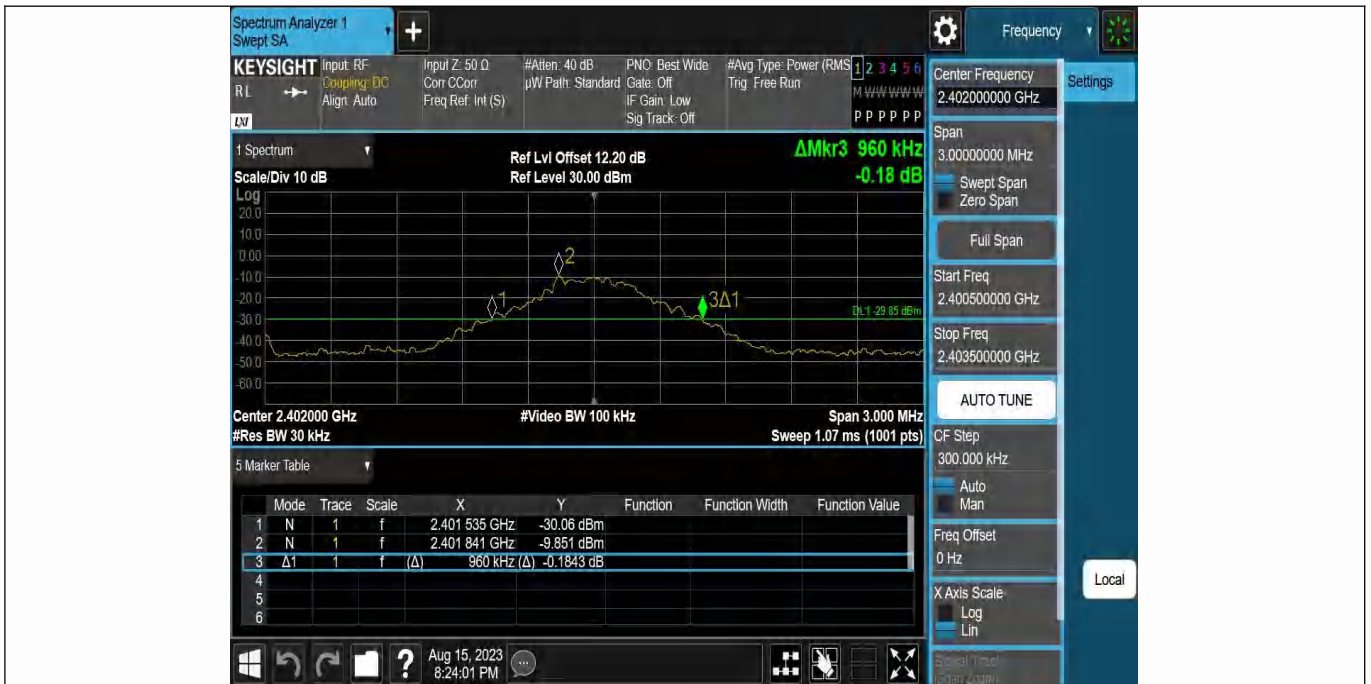 Spectrum Analyzer 1
Swept SA
+
Frequency
KEYSIGHT
RL
LXI
Input: RF
Coupling: DC
Align: Auto
Input Z: 50 Ω
Corr CCorr
Freq Ref: Int (S)
#Atten: 40 dB
µW Path: Standard
PNO: Best Wide
Gate: Off
IF Gain: Low
Sig Track: Off
#Avg Type: Power (RMS
Trig: Free Run
1 2 3 4 5 6
M W W W W W
P P P P P P
1 Spectrum
Scale/Div 10 dB
Ref Lvl Offset 12.20 dB
Ref Level 30.00 dBm
ΔMkr3 960 kHz
-0.18 dB
Log
20.0
10.0
0.00
-10.0
-20.0
-30.0
-40.0
-50.0
-60.0
2
1
3Δ1
DL1 -29.85 dBm
Center 2.402000 GHz
#Video BW 100 kHz
Span 3.000 MHz
#Res BW 30 kHz
Sweep 1.07 ms (1001 pts)
5 Marker Table
Mode Trace Scale X Y Function Function Width Function Value
1 N 1 f 2.401 535 GHz -30.06 dBm
2 N 1 f 2.401 841 GHz -9.851 dBm
3 Δ1 1 f (Δ) 960 kHz (Δ) -0.1843 dB
4
5
6
Aug 15, 2023
8:24:01 PM
?
Center Frequency
2.402000000 GHz
Settings
Span
3.00000000 MHz
Swept Span
Zero Span
Full Span
Start Freq
2.400500000 GHz
Stop Freq
2.403500000 GHz
AUTO TUNE
CF Step
300.000 kHz
Auto
Man
Freq Offset
0 Hz
X Axis Scale
Log
Lin
Local
Signal Track
(Span Zoom)